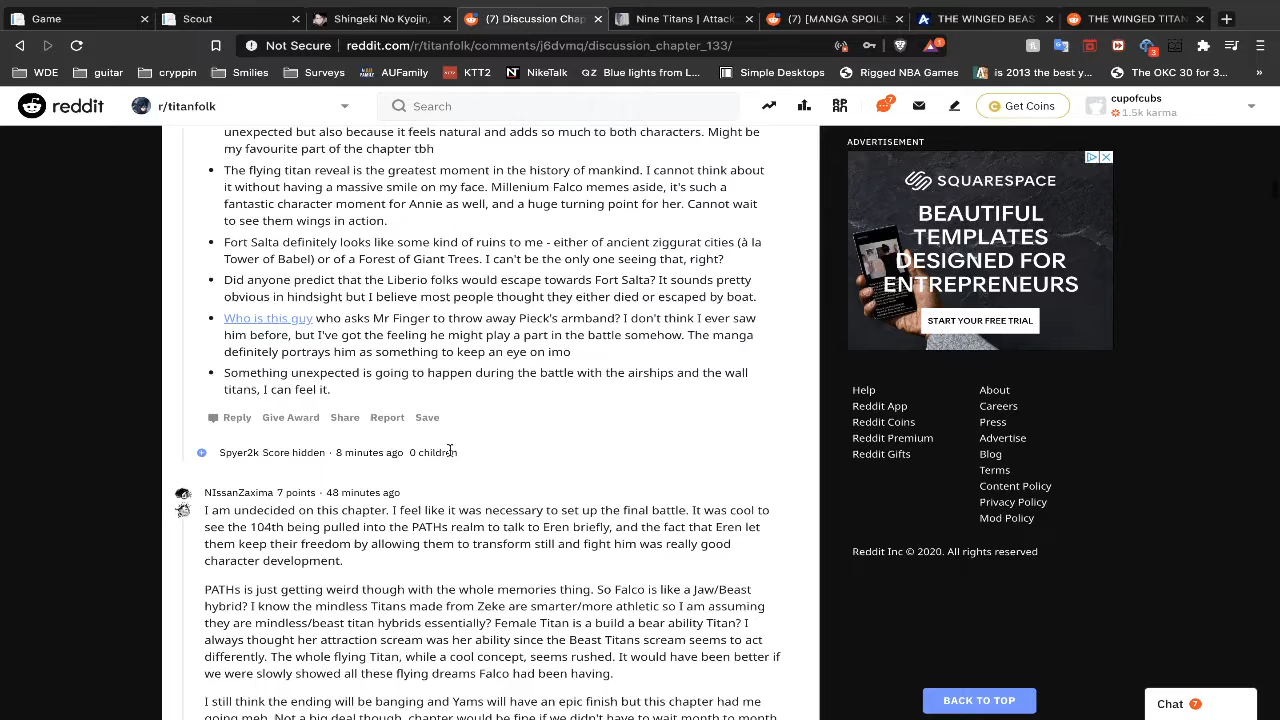 Game
Scout
Shingeki No Kyojin,
(7) Discussion Chap
Nine Titans | Attack
(7) [MANGA SPOILE
THE WINGED BEAS
THE WINGED TITAN
Not Secure
reddit.com/r/titanfolk/comments/j6dvmq/discussion_chapter_133/
WDE
guitar
cryppin
Smilies
Surveys
AUFamily
KTT2
NikeTalk
Blue lights from L...
Simple Desktops
Rigged NBA Games
is 2013 the best y...
The OKC 30 for 3...
reddit
r/titanfolk
Search
7
Get Coins
cupofcubs
1.5k karma
unexpected but also because it feels natural and adds so much to both characters. Might be
my favourite part of the chapter tbh
The flying titan reveal is the greatest moment in the history of mankind. I cannot think about
it without having a massive smile on my face. Millenium Falco memes aside, it's such a
fantastic character moment for Annie as well, and a huge turning point for her. Cannot wait
to see them wings in action.
Fort Salta definitely looks like some kind of ruins to me - either of ancient ziggurat cities (à la
Tower of Babel) or of a Forest of Giant Trees. I can't be the only one seeing that, right?
Did anyone predict that the Liberio folks would escape towards Fort Salta? It sounds pretty
obvious in hindsight but I believe most people thought they either died or escaped by boat.
Who is this guy who asks Mr Finger to throw away Pieck's armband? I don't think I ever saw
him before, but I've got the feeling he might play a part in the battle somehow. The manga
definitely portrays him as something to keep an eye on imo
Something unexpected is going to happen during the battle with the airships and the wall
titans, I can feel it.
Reply Give Award Share Report Save
Spyer2k Score hidden · 8 minutes ago 0 children
NIssanZaxima 7 points · 48 minutes ago
I am undecided on this chapter. I feel like it was necessary to set up the final battle. It was cool to
see the 104th being pulled into the PATHs realm to talk to Eren briefly, and the fact that Eren let
them keep their freedom by allowing them to transform still and fight him was really good
character development.
PATHs is just getting weird though with the whole memories thing. So Falco is like a Jaw/Beast
hybrid? I know the mindless Titans made from Zeke are smarter/more athletic so I am assuming
they are mindless/beast titan hybrids essentially? Female Titan is a build a bear ability Titan? I
always thought her attraction scream was her ability since the Beast Titans scream seems to act
differently. The whole flying Titan, while a cool concept, seems rushed. It would have been better if
we were slowly showed all these flying dreams Falco had been having.
I still think the ending will be banging and Yams will have an epic finish but this chapter had me
going meh. Not a big deal though, chapter would be fine if we didn't have to wait month to month
ADVERTISEMENT
SQUARESPACE
BEAUTIFUL
TEMPLATES
DESIGNED FOR
ENTREPRENEURS
START YOUR FREE TRIAL
Help
Reddit App
Reddit Coins
Reddit Premium
Reddit Gifts
About
Careers
Press
Advertise
Blog
Terms
Content Policy
Privacy Policy
Mod Policy
Reddit Inc © 2020. All rights reserved
BACK TO TOP
Chat 7